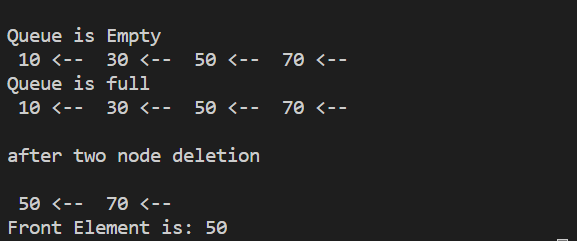 Queue is Empty
10 <-- 30 <-- 50 <-- 70 <--
Queue is full
10 <-- 30 <-- 50 <-- 70 <--
after two node deletion
50 <-- 70 <--
Front Element is: 50